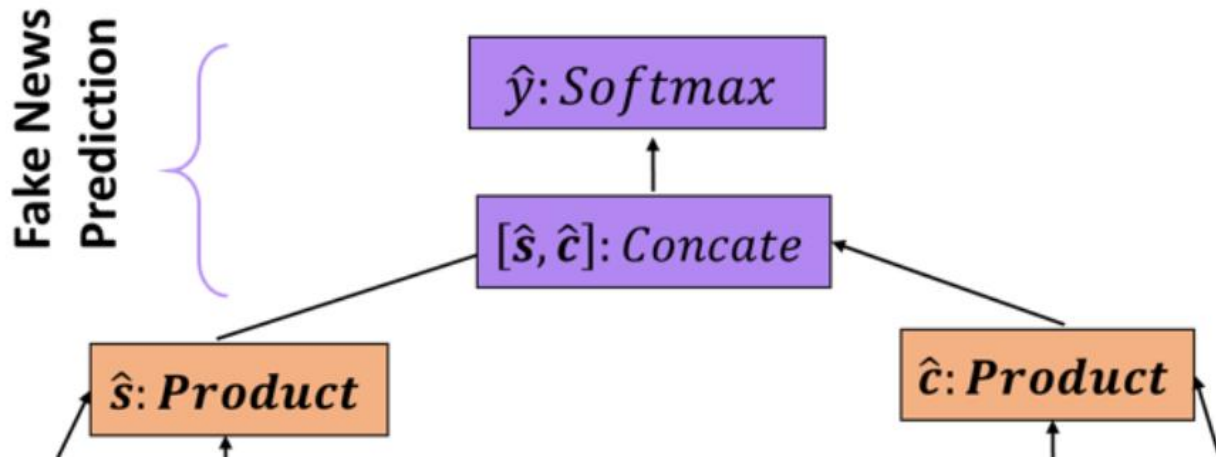 Fake News
Prediction
ŷ: Softmax
[ŝ, ĉ]: Concate
ŝ: Product
ĉ: Product